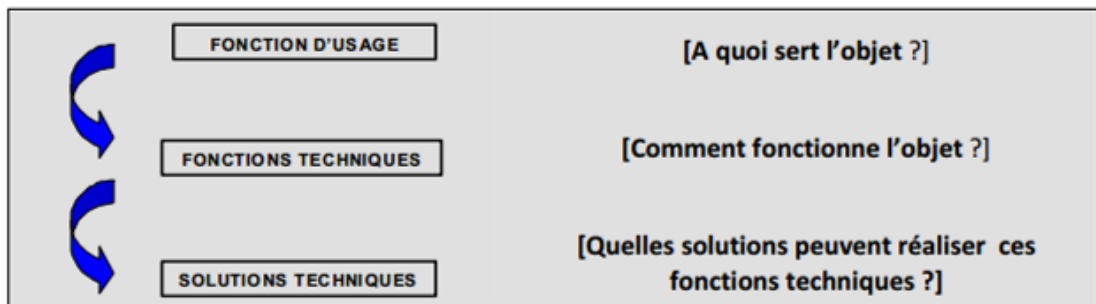 FONCTION D'USAGE
[A quoi sert l'objet ?]
FONCTIONS TECHNIQUES
[Comment fonctionne l'objet ?]
SOLUTIONS TECHNIQUES
[Quelles solutions peuvent réaliser ces
fonctions techniques ?]